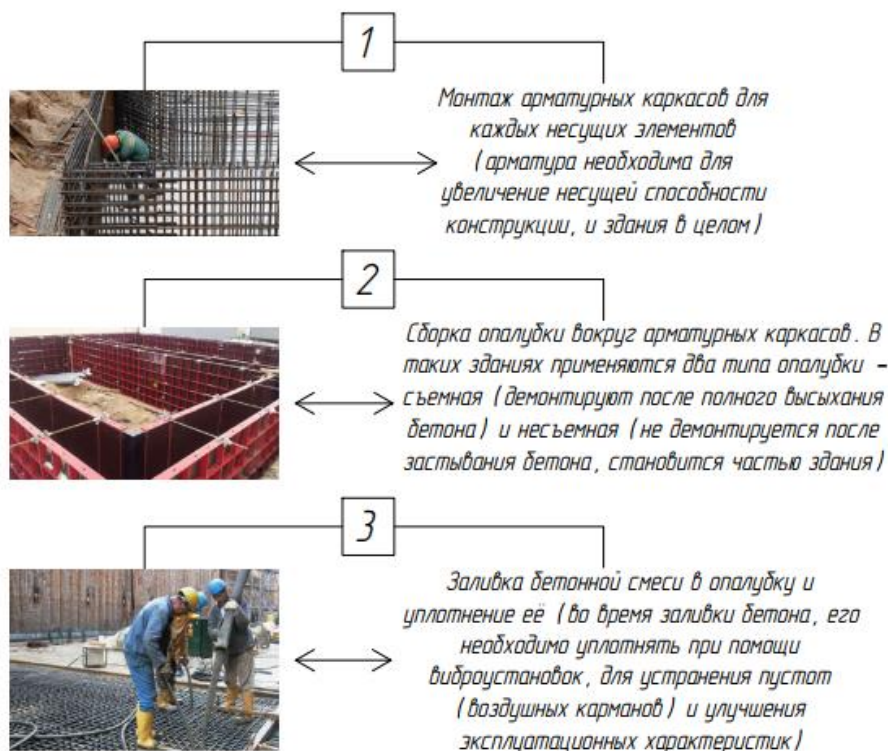 1
Монтаж арматурных каркасов для
каждых несущих элементов
(арматура необходима для
увеличение несущей способности
конструкции, и здания в целом)
2
Сборка опалубки вокруг арматурных каркасов. В
таких зданиях применяются два типа опалубки -
съемная (демонтируют после полного высыхания
бетона) и несъемная (не демонтируется после
застывания бетона, становится частью здания)
3
Заливка бетонной смеси в опалубку и
уплотнение её (во время заливки бетона, его
необходимо уплотнять при помощи
виброустановок, для устранения пустот
(воздушных карманов) и улучшения
эксплуатационных характеристик)